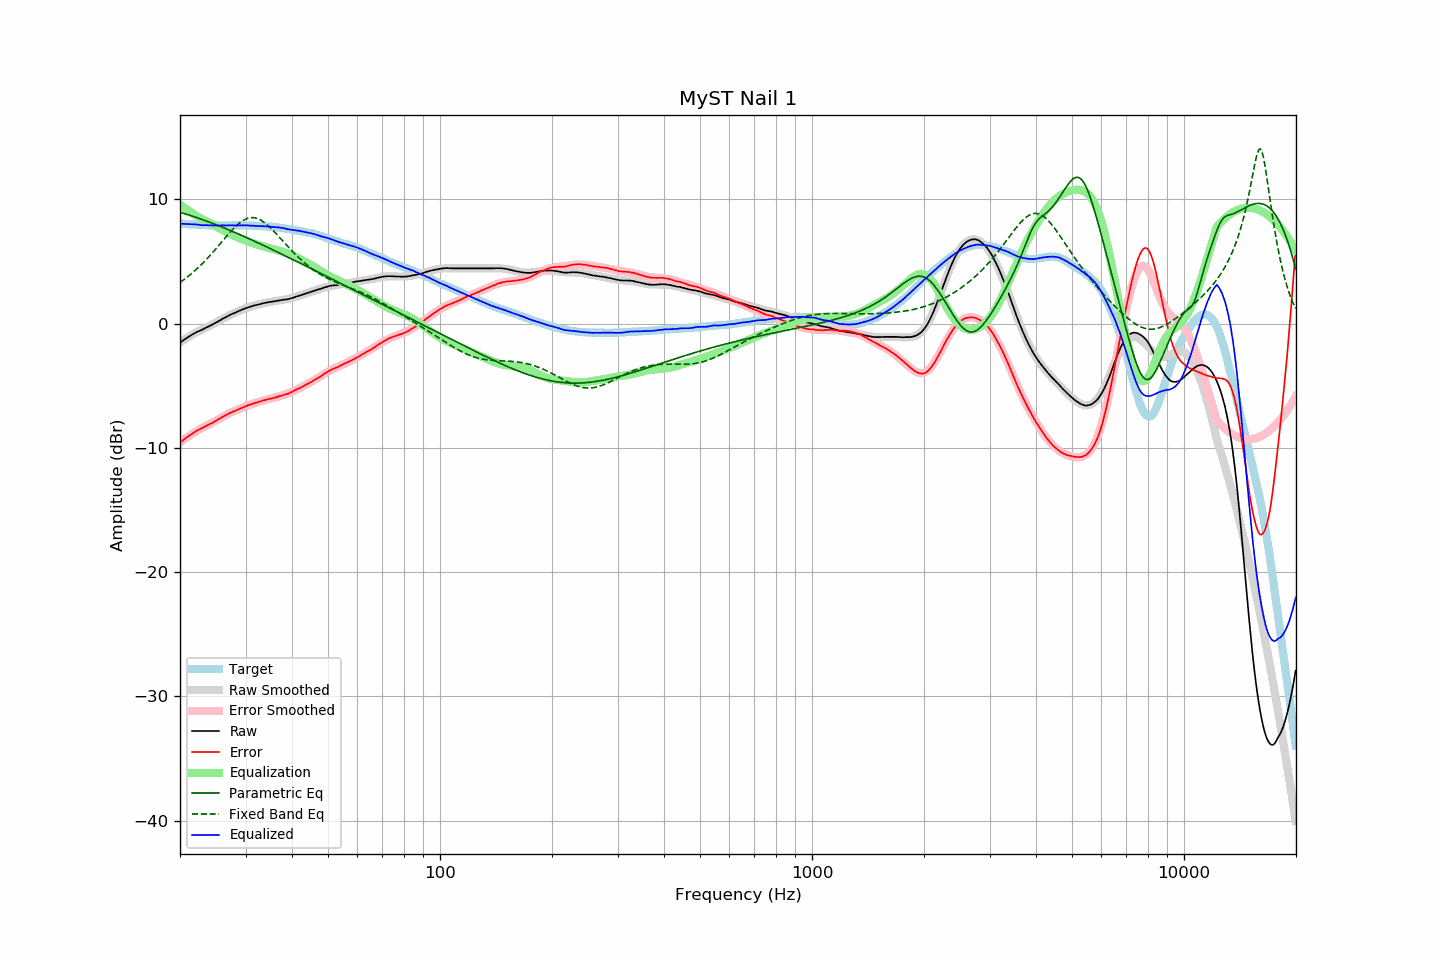 MyST Nail 1
Amplitude (dBr)
10
0
−10
−20
−30
−40
Target
Raw Smoothed
Error Smoothed
Raw
Error
Equalization
Parametric Eq
Fixed Band Eq
Equalized
100
1000
10000
Frequency (Hz)